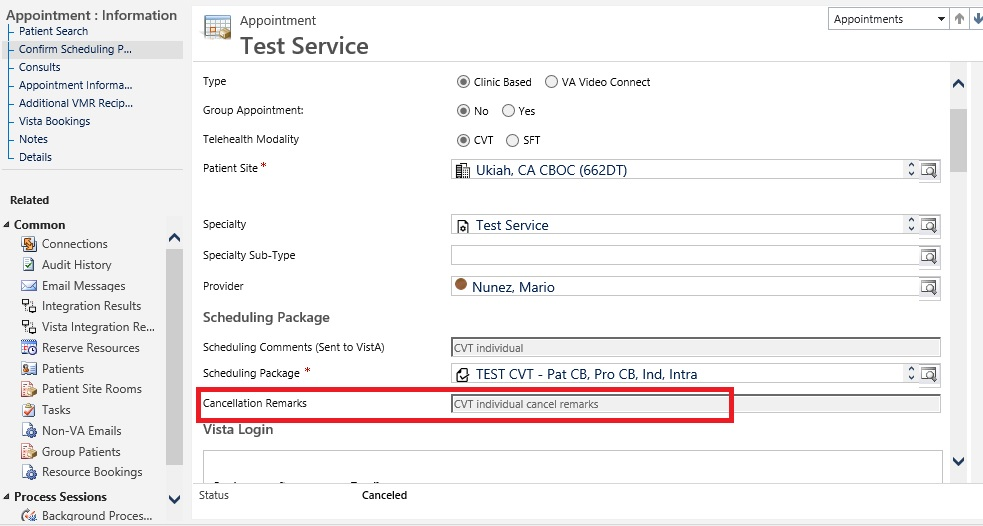 Appointment : Information
Patient Search
Confirm Scheduling P...
Consults
Appointment Informa...
Additional VMR Recip...
Vista Bookings
Notes
Details
Related
Common
Connections
Audit History
Email Messages
Integration Results
Vista Integration Re...
Reserve Resources
Patients
Patient Site Rooms
Tasks
Non-VA Emails
Group Patients
Resource Bookings
Process Sessions
Background Proces...
Appointment
Test Service
Appointments
Type Clinic Based VA Video Connect
Group Appointment: No Yes
Telehealth Modality CVT SFT
Patient Site * Ukiah, CA CBOC (662DT)
Specialty Test Service
Specialty Sub-Type
Provider Nunez, Mario
Scheduling Package
Scheduling Comments (Sent to VistA) CVT individual
Scheduling Package * TEST CVT - Pat CB, Pro CB, Ind, Intra
Cancellation Remarks CVT individual cancel remarks
Vista Login
Status Canceled